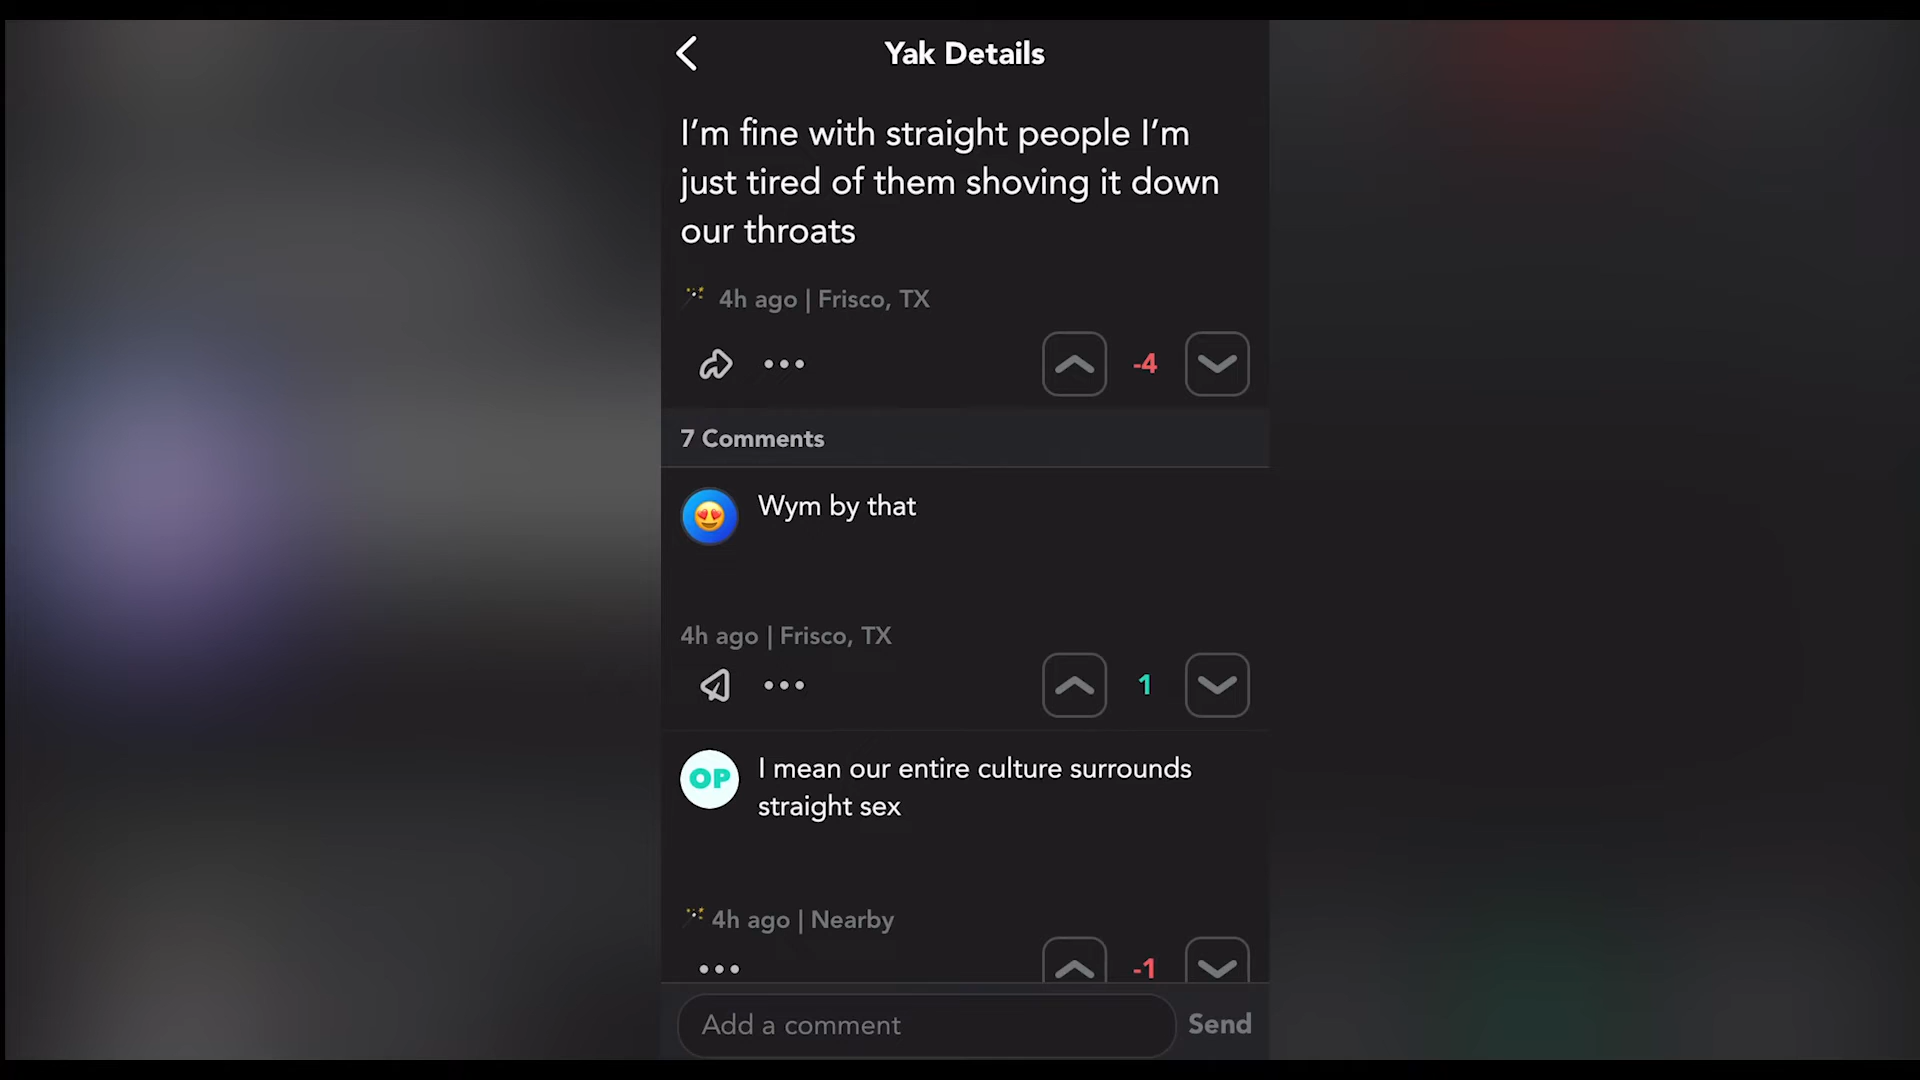 Yak Details
I’m fine with straight people I’m
just tired of them shoving it down
our throats
4h ago | Frisco, TX
-4
7 Comments
Wym by that
4h ago | Frisco, TX
1
OP
I mean our entire culture surrounds
straight sex
4h ago | Nearby
-1
Add a comment
Send